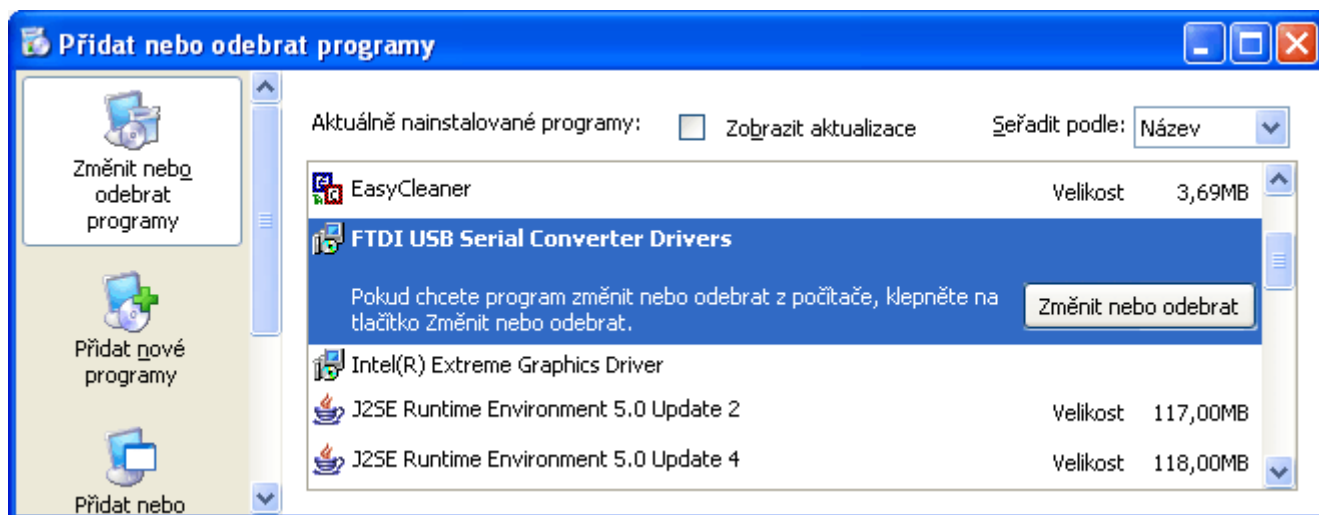 Přidat nebo odebrat programy
Změnit nebo
odebrat
programy
Přidat nové
programy
Přidat nebo
Aktuálně nainstalované programy:
Zobrazit aktualizace
Seřadit podle:
Název
EasyCleaner
Velikost
3,69MB
FTDI USB Serial Converter Drivers
Pokud chcete program změnit nebo odebrat z počítače, klepněte na
tlačítko Změnit nebo odebrat.
Změnit nebo odebrat
Intel(R) Extreme Graphics Driver
J2SE Runtime Environment 5.0 Update 2
Velikost
117,00MB
J2SE Runtime Environment 5.0 Update 4
Velikost
118,00MB